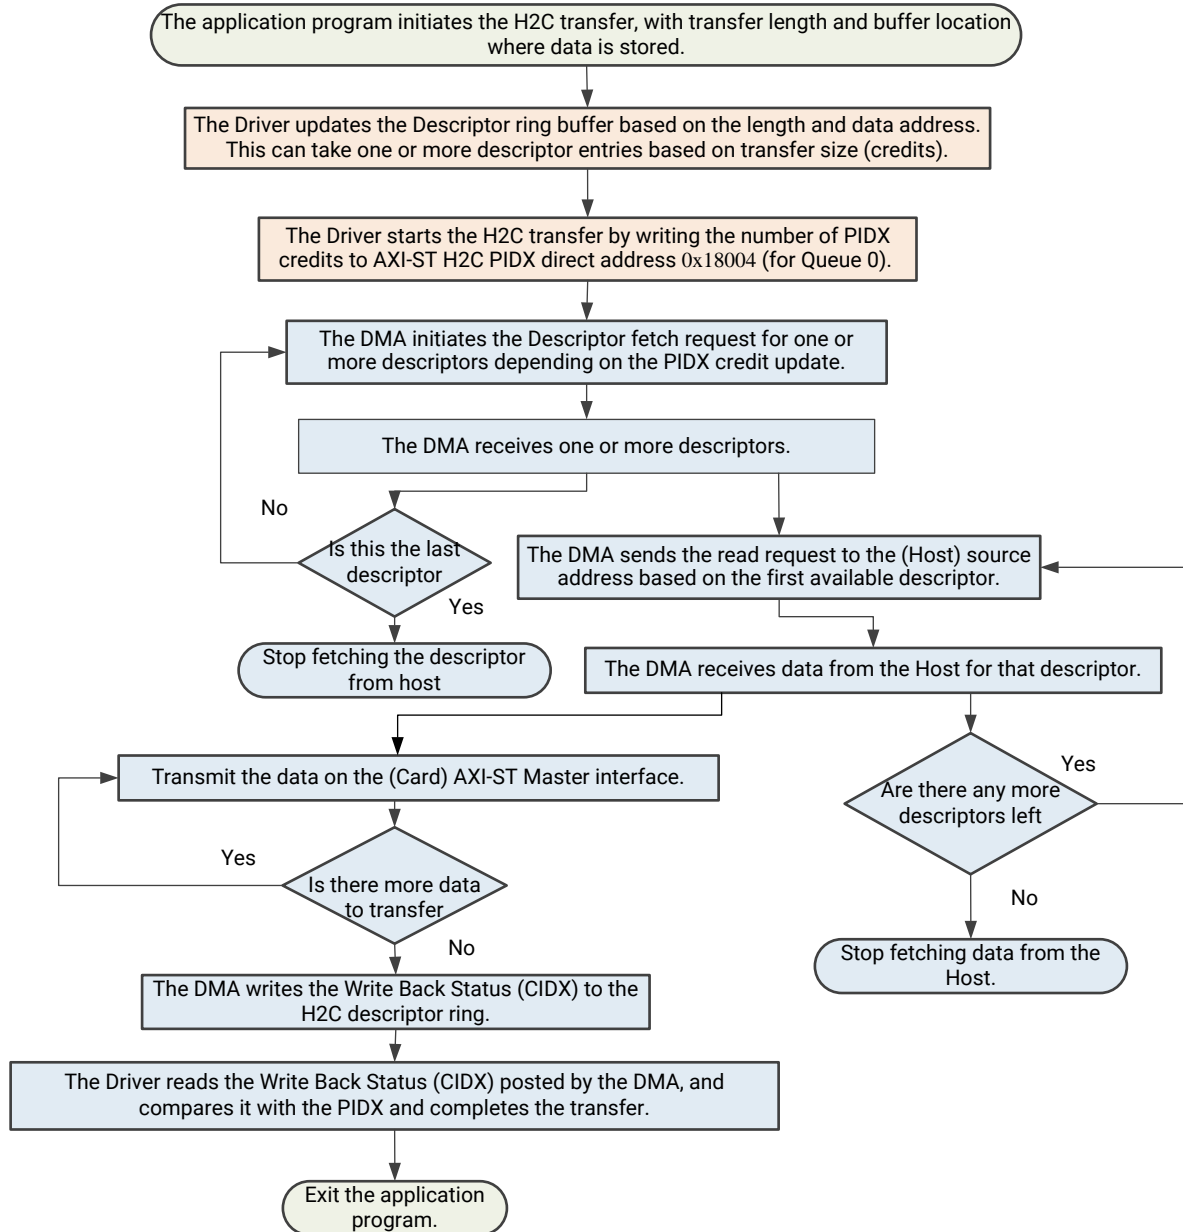 The application program initiates the H2C transfer, with transfer length and buffer location
where data is stored.
The Driver updates the Descriptor ring buffer based on the length and data address.
This can take one or more descriptor entries based on transfer size (credits).
The Driver starts the H2C transfer by writing the number of PIDX
credits to AXI-ST H2C PIDX direct address 0x18004 (for Queue 0).
The DMA initiates the Descriptor fetch request for one or
more descriptors depending on the PIDX credit update.
The DMA receives one or more descriptors.
No
Is this the last
descriptor
Yes
Stop fetching the descriptor
from host
The DMA sends the read request to the (Host) source
address based on the first available descriptor.
The DMA receives data from the Host for that descriptor.
Are there any more
descriptors left
Yes
No
Stop fetching data from the
Host.
Transmit the data on the (Card) AXI-ST Master interface.
Yes
Is there more data
to transfer
No
The DMA writes the Write Back Status (CIDX) to the
H2C descriptor ring.
The Driver reads the Write Back Status (CIDX) posted by the DMA, and
compares it with the PIDX and completes the transfer.
Exit the application
program.